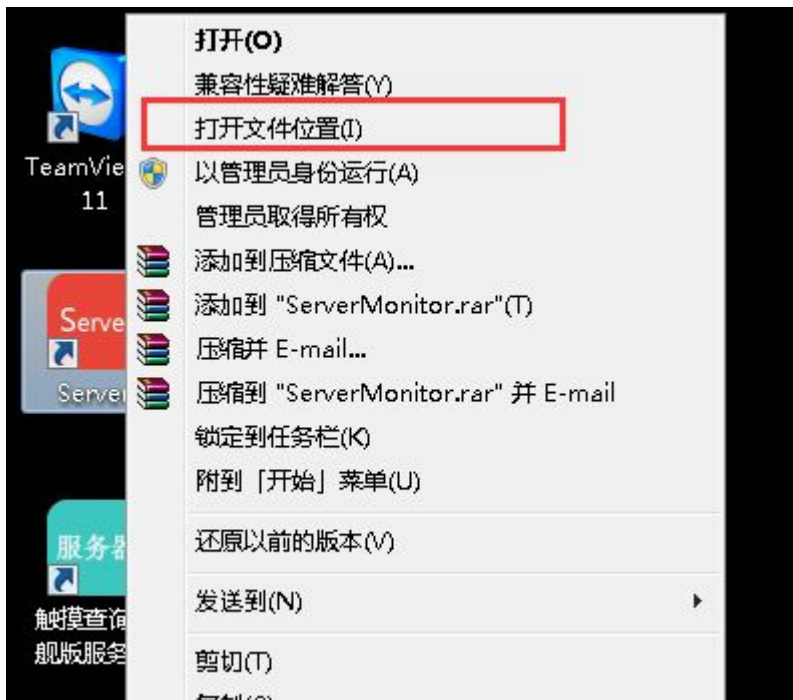 打开(O)
兼容性疑难解答(Y)
打开文件位置(I)
TeamVie
11
以管理员身份运行(A)
管理员取得所有权
添加到压缩文件(A)...
添加到 "ServerMonitor.rar"(T)
Serve
压缩并 E-mail...
Server
压缩到 "ServerMonitor.rar" 并 E-mail
锁定到任务栏(K)
附到「开始」菜单(U)
服务器
还原以前的版本(V)
触摸查询
舰版服务
发送到(N)
剪切(T)